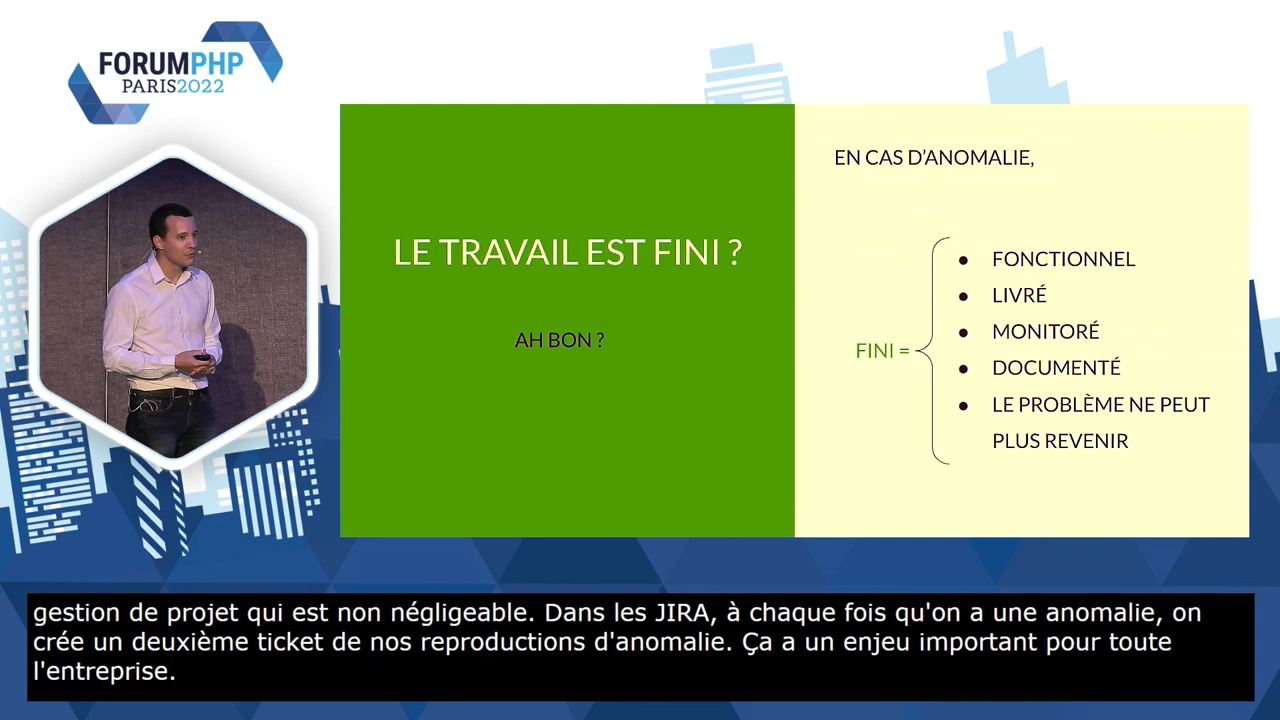 FORUMPHP
PARIS2022
LE TRAVAIL EST FINI ?
AH BON ?
EN CAS D'ANOMALIE,
FINI =
● FONCTIONNEL
● LIVRÉ
● MONITORÉ
● DOCUMENTÉ
● LE PROBLÈME NE PEUT
PLUS REVENIR
gestion de projet qui est non négligeable. Dans les JIRA, à chaque fois qu'on a une anomalie, on
crée un deuxième ticket de nos reproductions d'anomalie. Ça a un enjeu important pour toute
l'entreprise.